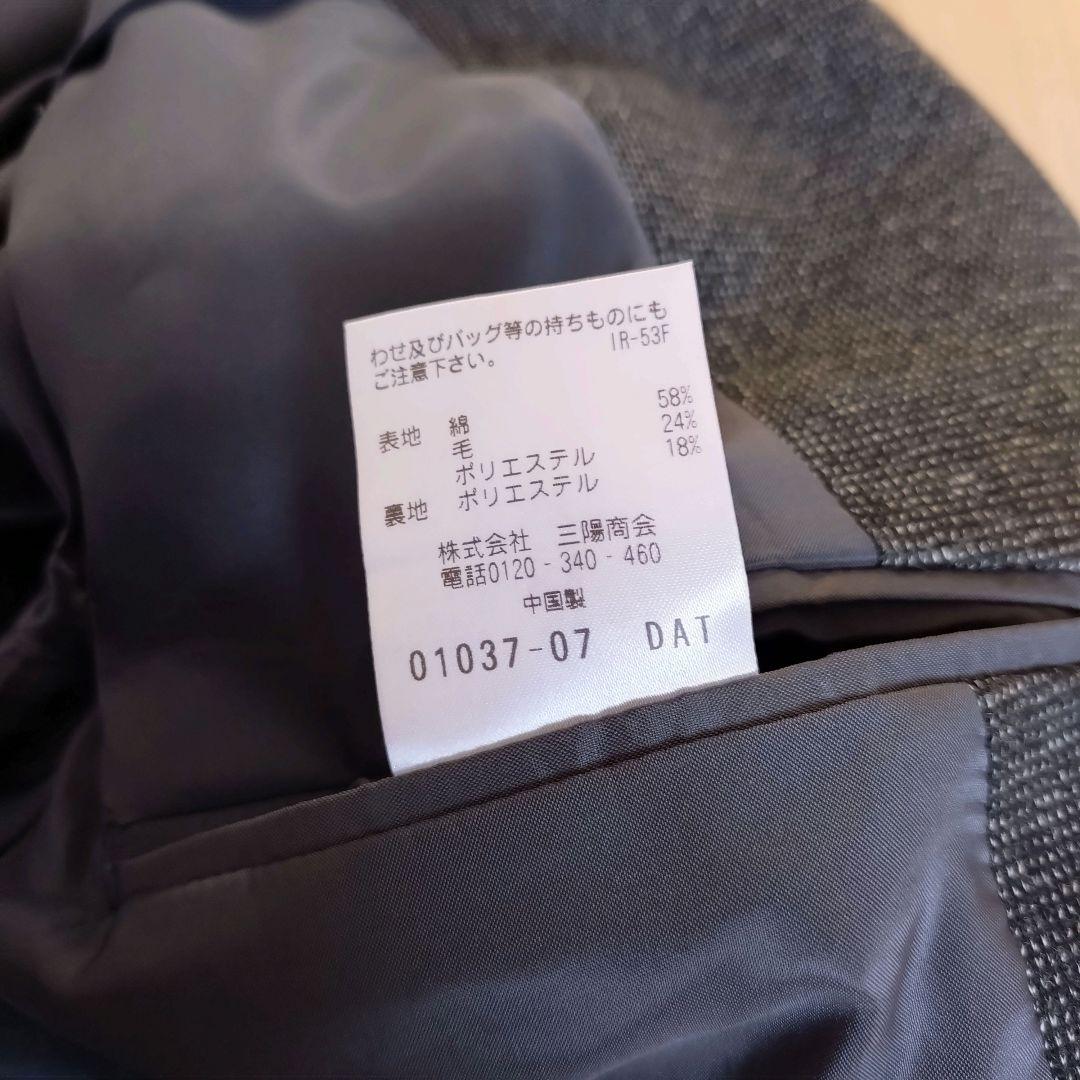 わせ及びバッグ等の持ちものにも
ご注意下さい。 IR-53F
表地 綿 58%
毛 24%
ポリエステル 18%
裏地 ポリエステル
株式会社 三陽商会
電話0120-340-460
中国製
01037-07 DAT